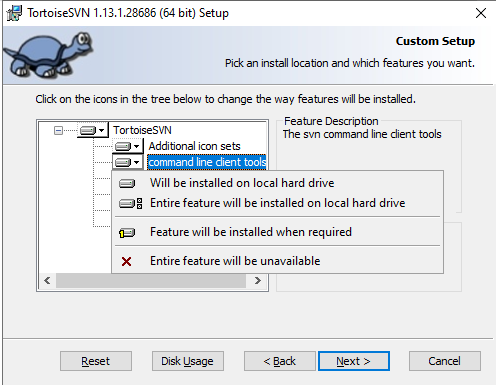 TortoiseSVN 1.13.1.28686 (64 bit) Setup
Custom Setup
Pick an install location and which features you want.
Click on the icons in the tree below to change the way features will be installed.
TortoiseSVN
Additional icon sets
command line client tools
Will be installed on local hard drive
Entire feature will be installed on local hard drive
Feature will be installed when required
Entire feature will be unavailable
Feature Description
The svn command line client tools
Reset
Disk Usage
< Back
Next >
Cancel